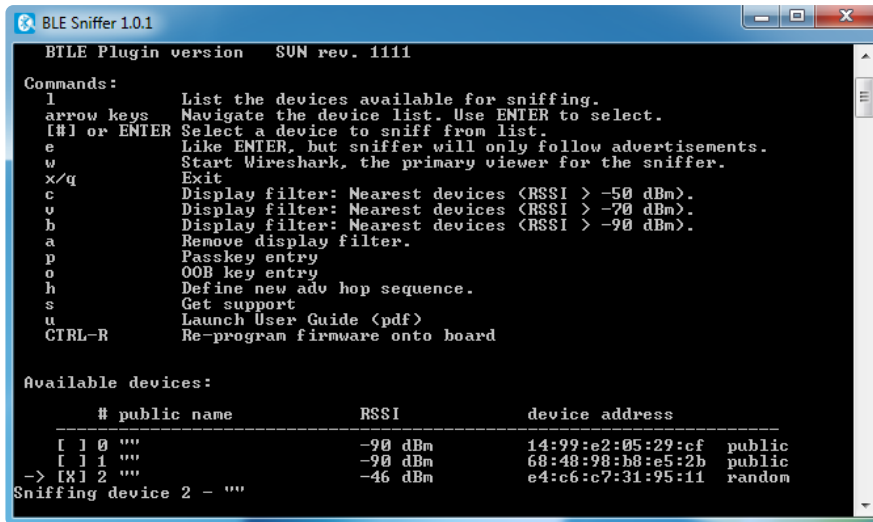 BLE Sniffer 1.0.1
BTLE Plugin version SVN rev. 1111
Commands:
l List the devices available for sniffing.
arrow keys Navigate the device list. Use ENTER to select.
[#] or ENTER Select a device to sniff from list.
e Like ENTER, but sniffer will only follow advertisements.
w Start Wireshark, the primary viewer for the sniffer.
x/q Exit
c Display filter: Nearest devices (RSSI > -50 dBm).
v Display filter: Nearest devices (RSSI > -70 dBm).
b Display filter: Nearest devices (RSSI > -90 dBm).
a Remove display filter.
p Passkey entry
o OOB key entry
h Define new adv hop sequence.
s Get support
u Launch User Guide (pdf)
CTRL-R Re-program firmware onto board
Available devices:
# public name RSSI device address
[ ] 0 "" -90 dBm 14:99:e2:05:29:cf public
[ ] 1 "" -90 dBm 68:48:98:b8:e5:2b public
-> [X] 2 "" -46 dBm e4:c6:c7:31:95:11 random
Sniffing device 2 - ""